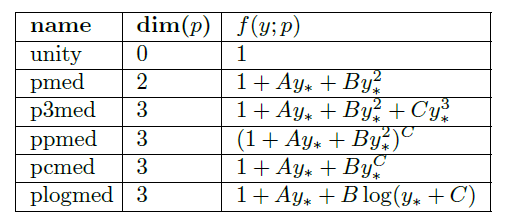 name dim(p) f(y; p)
unity 0 1
pmed 2 1 + Ay_* + By_*^2
p3med 3 1 + Ay_* + By_*^2 + Cy_*^3
ppmed 3 (1 + Ay_* + By_*^2)^C
pcmed 3 1 + Ay_* + By_*^C
plogmed 3 1 + Ay_* + B log(y_* + C)